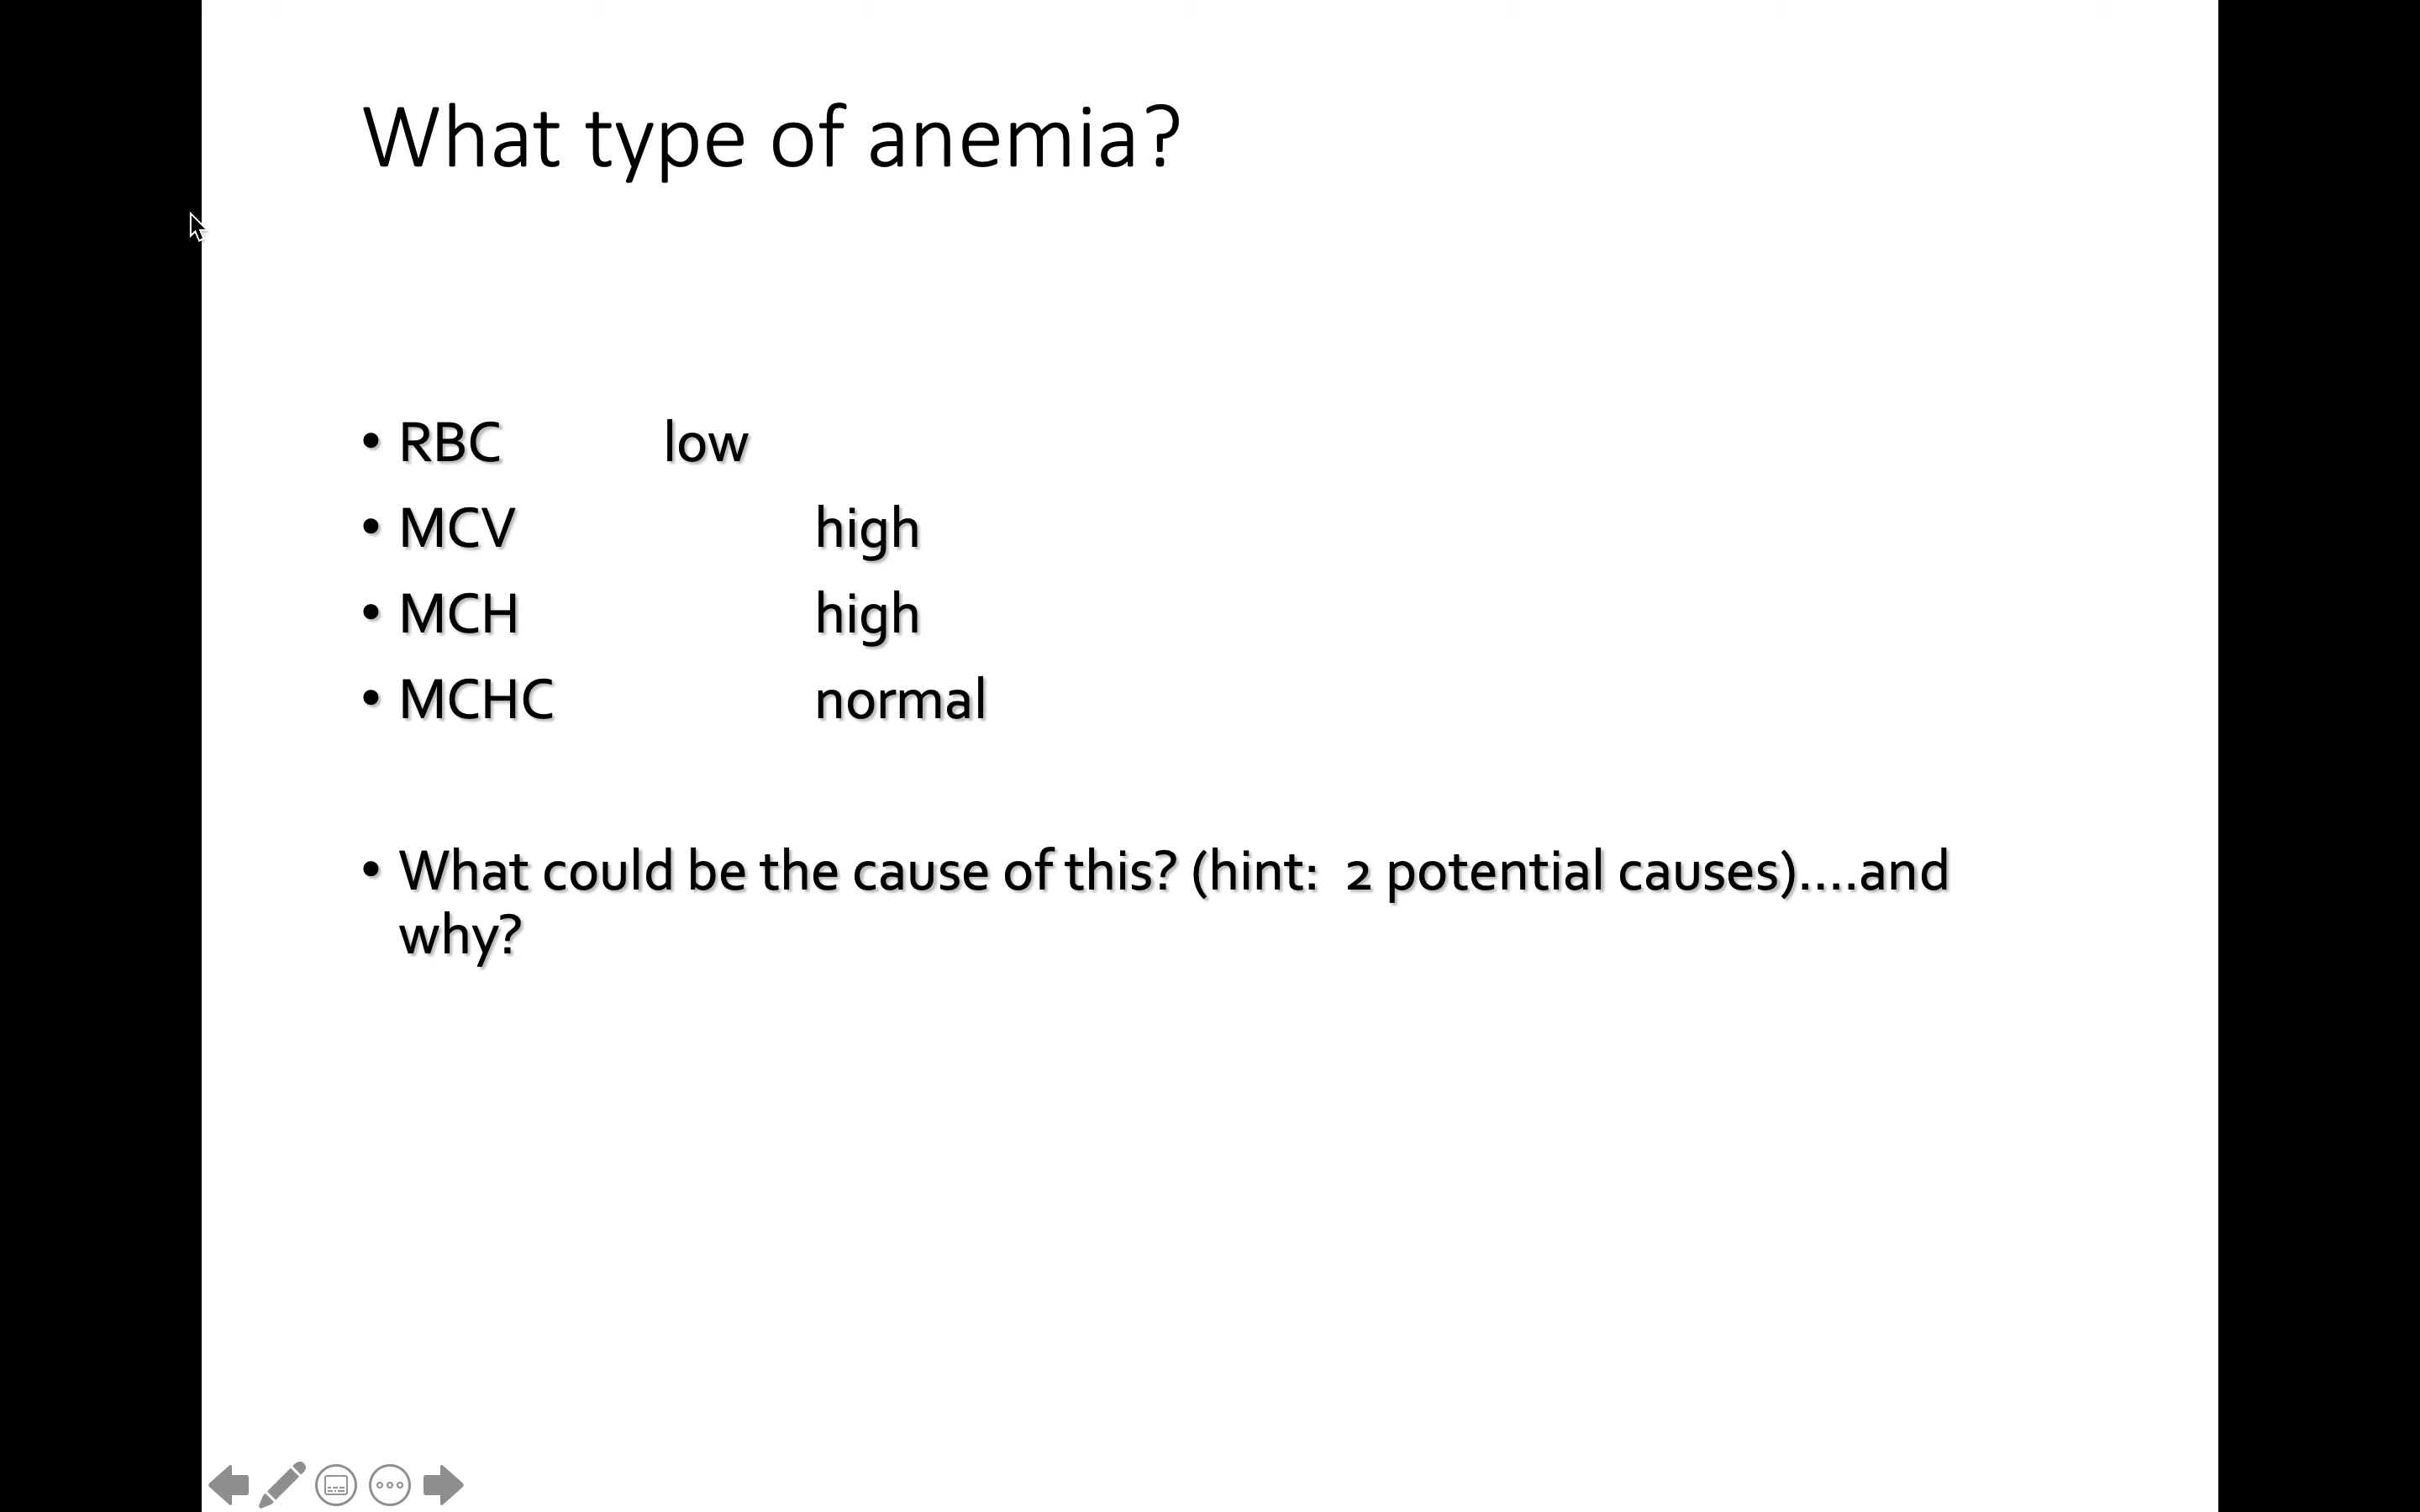 What type of anemia?
• RBC low
• MCV high
• MCH high
• MCHC normal
• What could be the cause of this? (hint: 2 potential causses)....and
why?